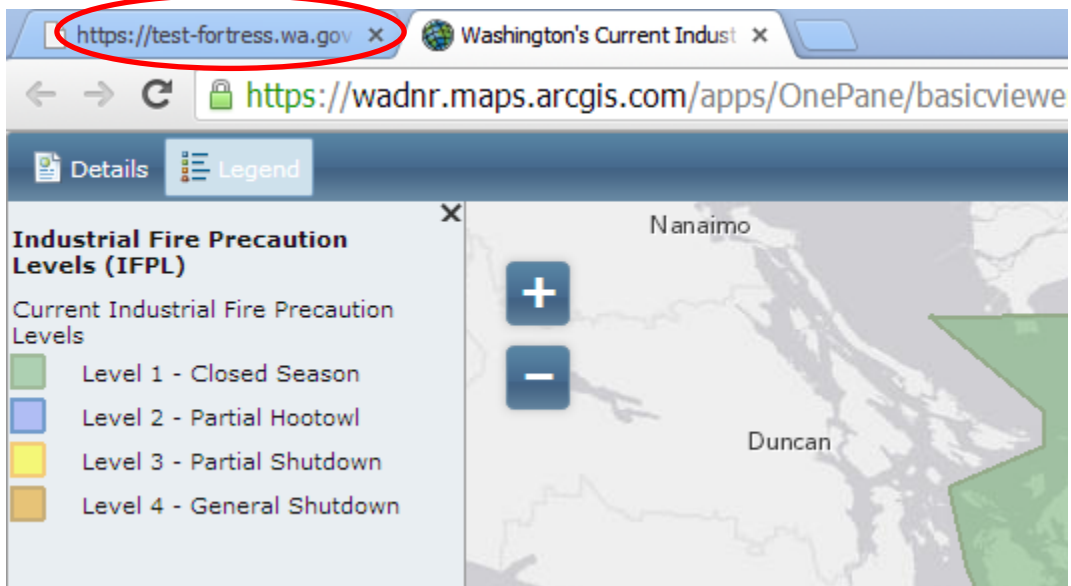 https://test-fortress.wa.gov
Washington's Current Indust
https://wadnr.maps.arcgis.com/apps/OnePane/basicviewe
Details Legend
Industrial Fire Precaution
Levels (IFPL)
Current Industrial Fire Precaution
Levels
Level 1 - Closed Season
Level 2 - Partial Hootowl
Level 3 - Partial Shutdown
Level 4 - General Shutdown
Nanaimo
Duncan